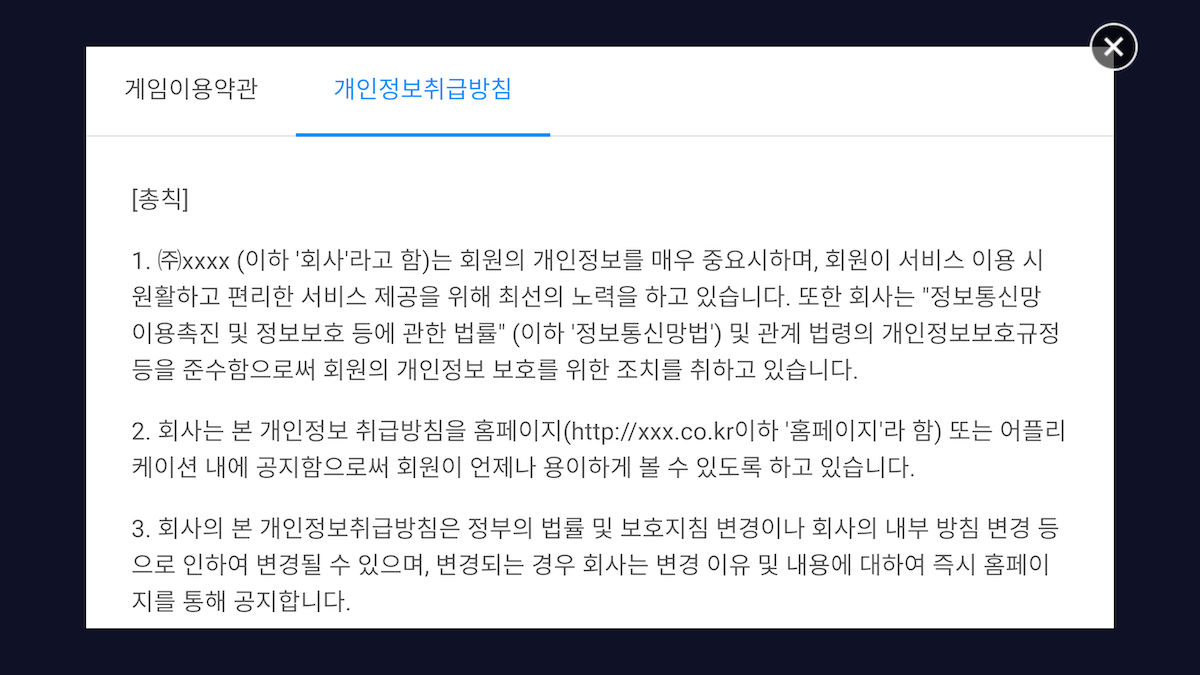 게임이용약관
개인정보취급방침
[총칙]
1. ㈜xxxx (이하 '회사'라고 함)는 회원의 개인정보를 매우 중요시하며, 회원이 서비스 이용 시
원활하고 편리한 서비스 제공을 위해 최선의 노력을 하고 있습니다. 또한 회사는 "정보통신망
이용촉진 및 정보보호 등에 관한 법률" (이하 '정보통신망법') 및 관계 법령의 개인정보보호규정
등을 준수함으로써 회원의 개인정보 보호를 위한 조치를 취하고 있습니다.
2. 회사는 본 개인정보 취급방침을 홈페이지(http://xxx.co.kr이하 '홈페이지'라 함) 또는 어플리
케이션 내에 공지함으로써 회원이 언제나 용이하게 볼 수 있도록 하고 있습니다.
3. 회사의 본 개인정보취급방침은 정부의 법률 및 보호지침 변경이나 회사의 내부 방침 변경 등
으로 인하여 변경될 수 있으며, 변경되는 경우 회사는 변경 이유 및 내용에 대하여 즉시 홈페이
지를 통해 공지합니다.